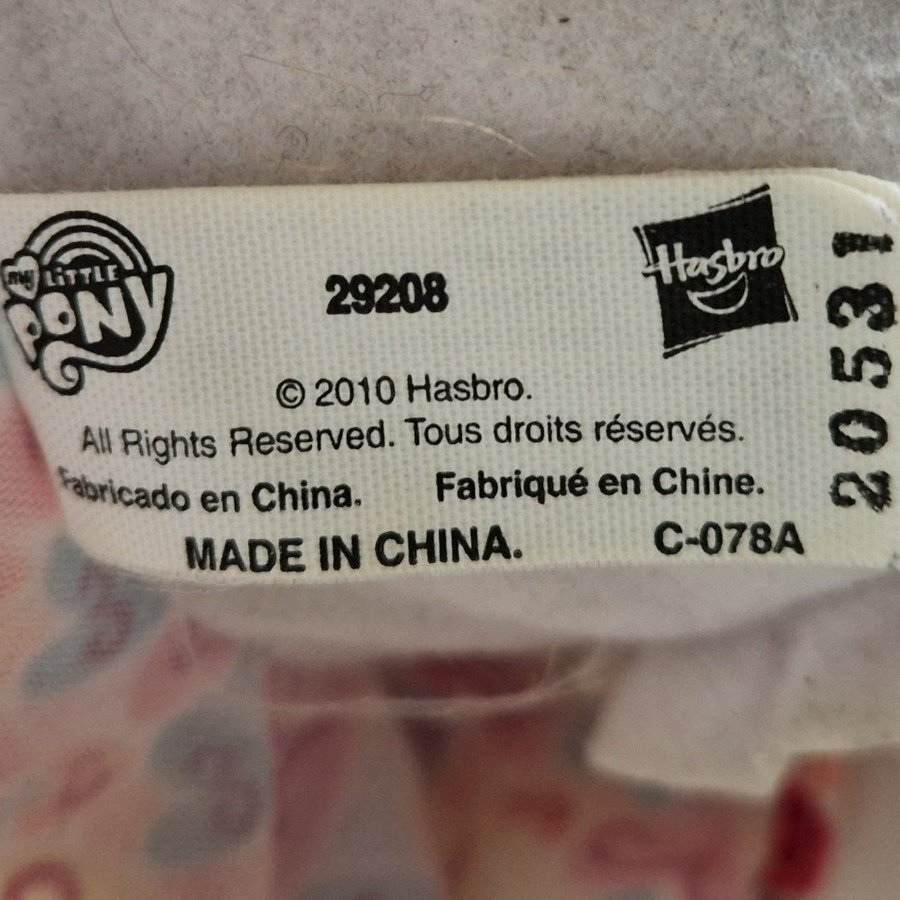 my LITTLE PONY
29208
Hasbro
© 2010 Hasbro.
All Rights Reserved. Tous droits réservés.
Fabricado en China. Fabriqué en Chine.
MADE IN CHINA. C-078A
20531